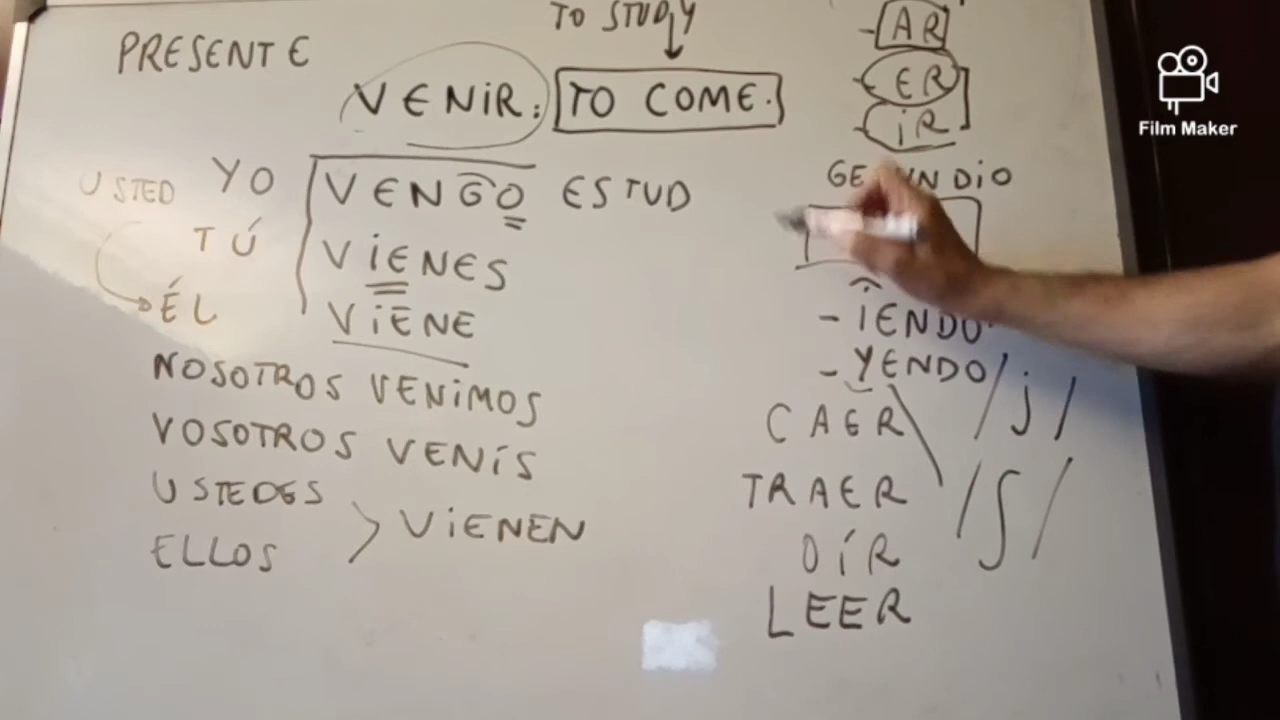 PRESENTE
TO STUDY
VENIR: TO COME.
USTED YO VENGO ESTUD
TÚ VIENES
ÉL VIENE
NOSOTROS VENIMOS
VOSOTROS VENÍS
USTEDES
ELLOS > VIENEN
-AR
-ER
-IR
-IENDO
-YENDO /j/
CAER
TRAER /ʃ/
OÍR
LEER
Film Maker